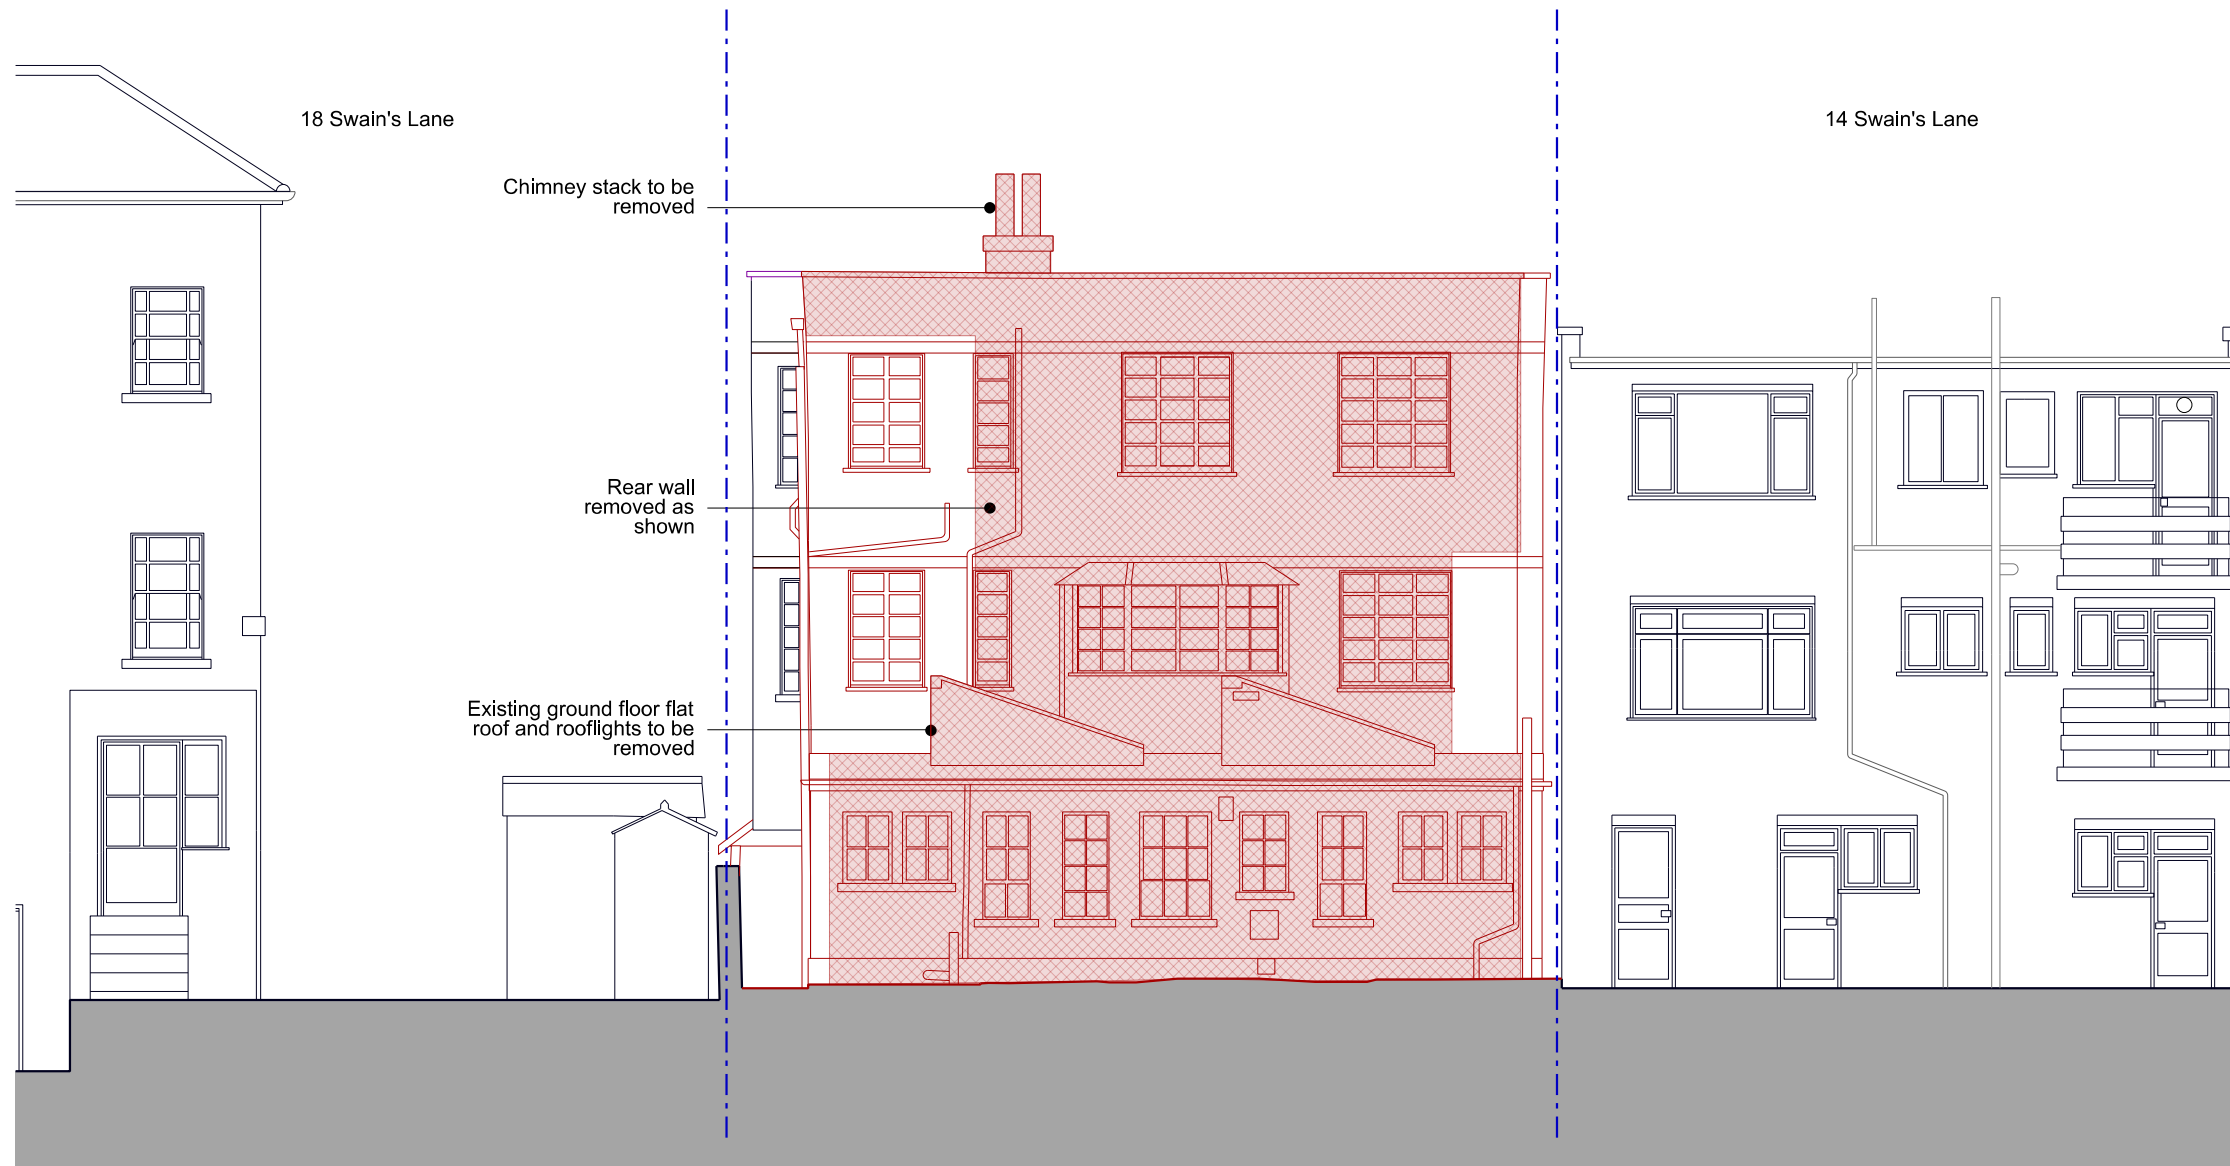 18 Swain's Lane
14 Swain's Lane
Chimney stack to be
removed
Rear wall
removed as
shown
Existing ground floor flat
roof and rooflights to be
removed